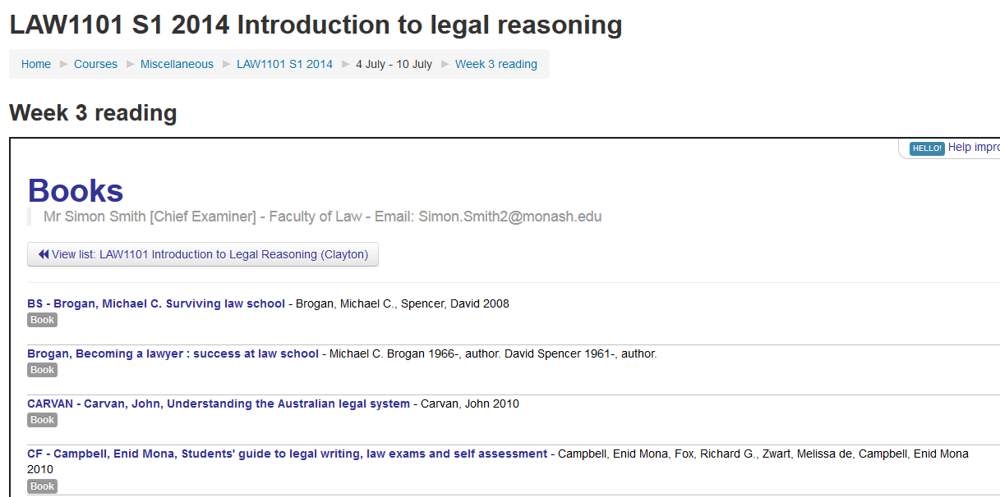 LAW1101 S1 2014 Introduction to legal reasoning
Home ► Courses ► Miscellaneous ► LAW1101 S1 2014 ► 4 July - 10 July ► Week 3 reading
Week 3 reading
HELLO! Help impro
Books
Mr Simon Smith [Chief Examiner] - Faculty of Law - Email: Simon.Smith2@monash.edu
View list: LAW1101 Introduction to Legal Reasoning (Clayton)
BS - Brogan, Michael C. Surviving law school - Brogan, Michael C., Spencer, David 2008
Book
Brogan, Becoming a lawyer : success at law school - Michael C. Brogan 1966-, author. David Spencer 1961-, author.
Book
CARVAN - Carvan, John, Understanding the Australian legal system - Carvan, John 2010
Book
CF - Campbell, Enid Mona, Students' guide to legal writing, law exams and self assessment - Campbell, Enid Mona, Fox, Richard G., Zwart, Melissa de, Campbell, Enid Mona
2010
Book